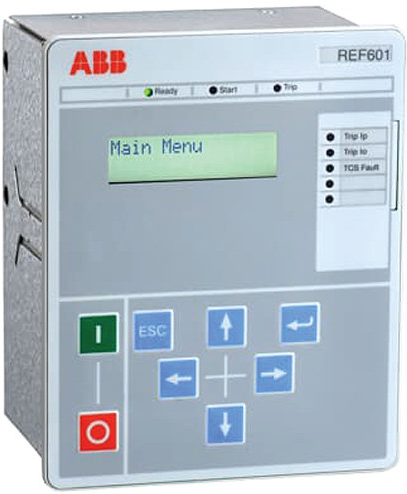 ABB
REF601
Ready Start Trip
Main Menu
Trip Ip
Trip Io
TCS Fault
I
ESC
O